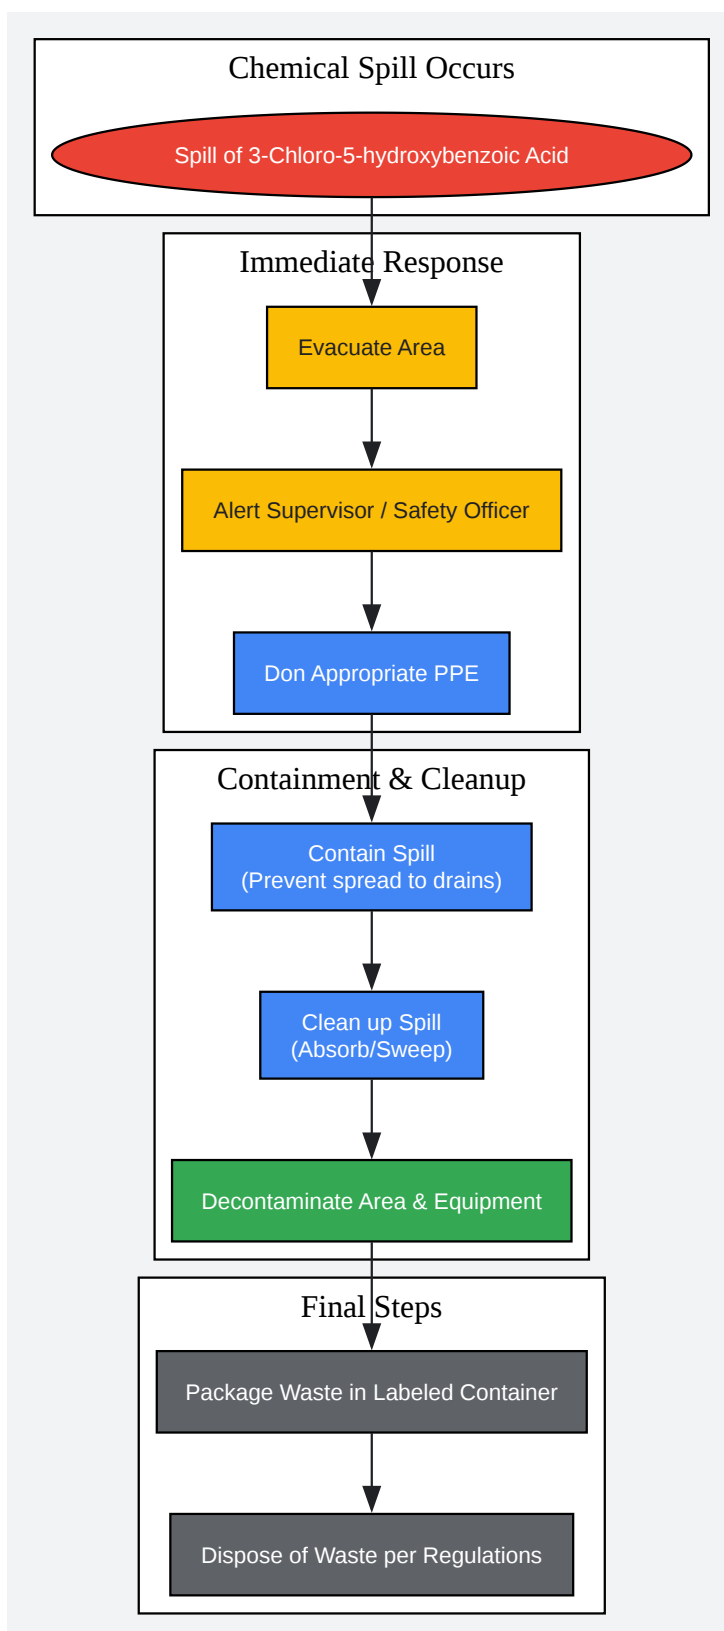 Chemical Spill Occurs
Spill of 3-Chloro-5-hydroxybenzoic Acid
Immediate Response
Evacuate Area
Alert Supervisor / Safety Officer
Don Appropriate PPE
Containment & Cleanup
Contain Spill
(Prevent spread to drains)
Clean up Spill
(Absorb/Sweep)
Decontaminate Area & Equipment
Final Steps
Package Waste in Labeled Container
Dispose of Waste per Regulations